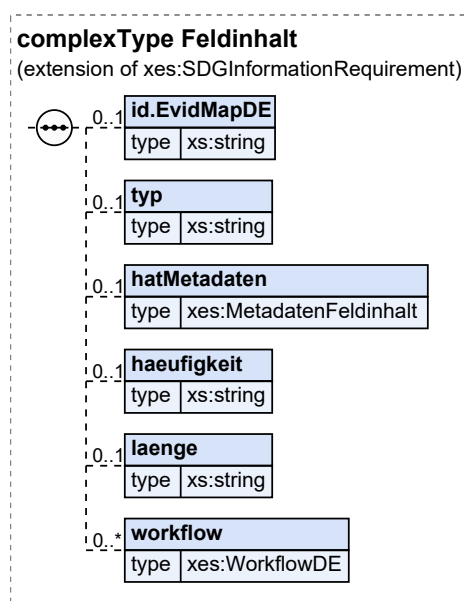 complexType Feldinhalt
(extension of xes:SDGInformationRequirement)
0..1 id.EvidMapDE
type xs:string
0..1 typ
type xs:string
0..1 hatMetadaten
type xes:MetadatenFeldinhalt
0..1 haeufigkeit
type xs:string
0..1 laenge
type xs:string
0..* workflow
type xes:WorkflowDE